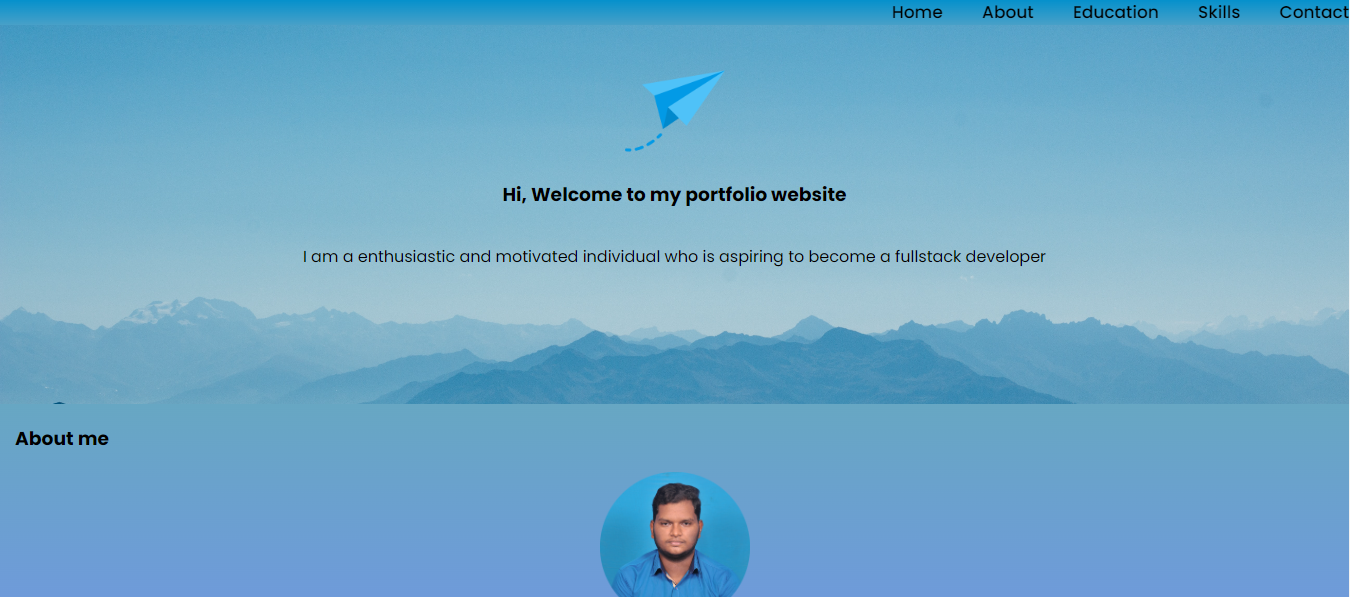 Home About Education Skills Contact
Hi, Welcome to my portfolio website
I am a enthusiastic and motivated individual who is aspiring to become a fullstack developer
About me